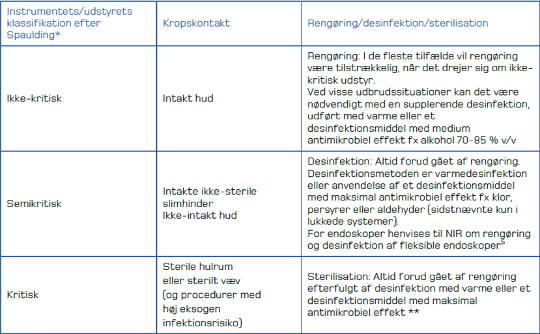 Instrumentets/udstyrets
klassifikation efter
Spaulding*
Kropskontakt
Rengøring/desinfektion/sterilisation
Ikke-kritisk
Intakt hud
Rengøring: I de fleste tilfælde vil rengøring
være tilstrækkelig, når det drejer sig om ikke-
kritisk udstyr.
Ved visse udbrudssituationer kan det være
nødvendigt med en supplerende desinfektion,
udført med varme eller et
desinfektionsmiddel med medium
antimikrobiel effekt fx alkohol 70-85 % v/v
Semikritisk
Intakte ikke-sterile
slimhinder
Ikke-intakt hud
Desinfektion: Altid forud gået af rengøring.
Desinfektionsmetoden er varmedesinfektion
eller anvendelse af et desinfektionsmiddel
med maksimal antimikrobiel effekt fx klor,
persyrer eller aldehyder (sidstnævnte kun i
lukkede systemer).
For endoskoper henvises til NIR om rengøring
og desinfektion af fleksible endoskoper5
Kritisk
Sterile hulrum
eller sterilt væv
(og procedurer med
høj eksogen
infektionsrisiko)
Sterilisation: Altid forud gået af rengøring
efterfulgt af desinfektion med varme eller et
desinfektionsmiddel med maksimal
antimikrobiel effekt **